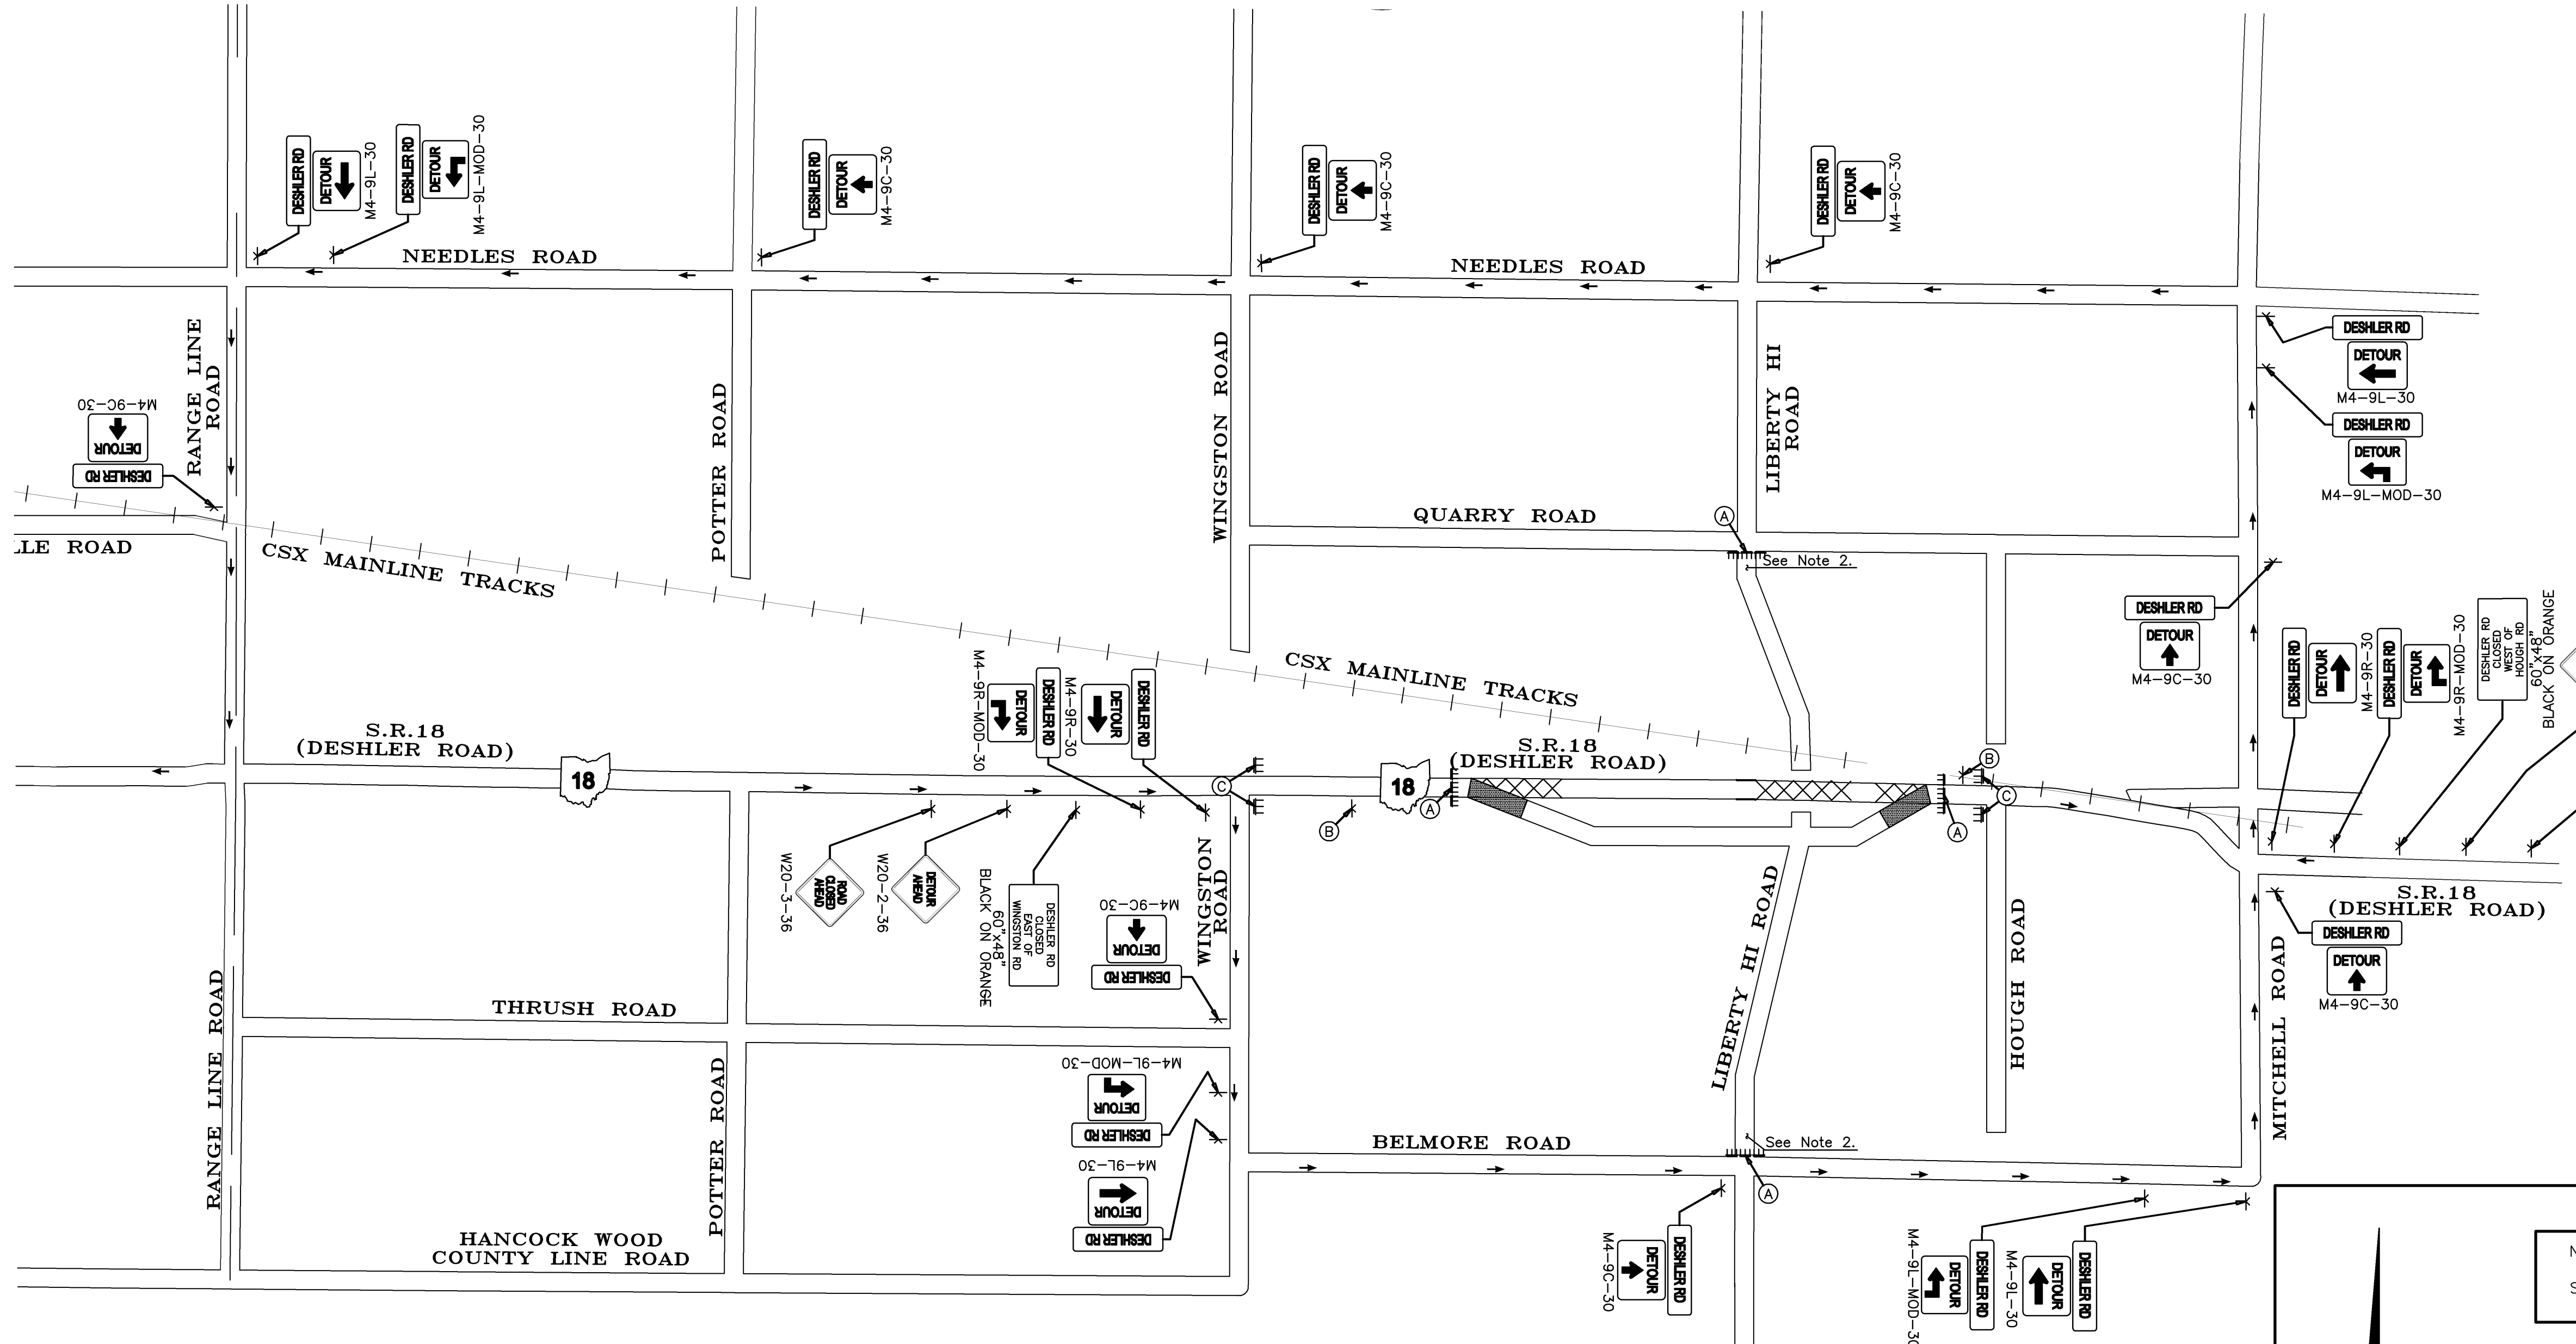 DESHLER RD
DETOUR
M4-9L-30
DESHLER RD
DETOUR
M4-9L-MOD-30
DESHLER RD
DETOUR
M4-9C-30
DESHLER RD
DETOUR
M4-9C-30
DESHLER RD
DETOUR
M4-9C-30
NEEDLES ROAD
NEEDLES ROAD
RANGE LINE
ROAD
M4-9C-30
DETOUR
DESHLER RD
LLE ROAD
CSX MAINLINE TRACKS
POTTER ROAD
WINGSTON ROAD
LIBERTY HI
ROAD
QUARRY ROAD
A
See Note 2.
DESHLER RD
DETOUR
M4-9L-30
DESHLER RD
DETOUR
M4-9L-MOD-30
DESHLER RD
DETOUR
M4-9C-30
DESHLER RD
DETOUR
M4-9R-30
DESHLER RD
DETOUR
M4-9R-MOD-30
DESHLER RD
CLOSED
WEST OF
HOUGH RD
60"x48"
BLACK ON ORANGE
CSX MAINLINE TRACKS
M4-9R-MOD-30
DETOUR
DESHLER RD
M4-9R-30
DETOUR
DESHLER RD
S.R.18
(DESHLER ROAD)
18
C
B
18
A
S.R.18
(DESHLER ROAD)
B
C
A
W20-3-36
ROAD
CLOSED
AHEAD
W20-2-36
DETOUR
AHEAD
DESHLER RD
CLOSED
EAST OF
WINGSTON RD
60"x48"
BLACK ON ORANGE
WINGSTON
ROAD
M4-9C-30
DETOUR
DESHLER RD
LIBERTY HI ROAD
HOUGH ROAD
S.R.18
(DESHLER ROAD)
DESHLER RD
DETOUR
M4-9C-30
MITCHELL ROAD
RANGE LINE ROAD
THRUSH ROAD
POTTER ROAD
M4-9L-MOD-30
DETOUR
DESHLER RD
M4-9L-30
DETOUR
DESHLER RD
BELMORE ROAD
See Note 2.
A
HANCOCK WOOD
COUNTY LINE ROAD
M4-9C-30
DETOUR
DESHLER RD
M4-9L-MOD-30
DETOUR
DESHLER RD
M4-9L-30
DETOUR
DESHLER RD